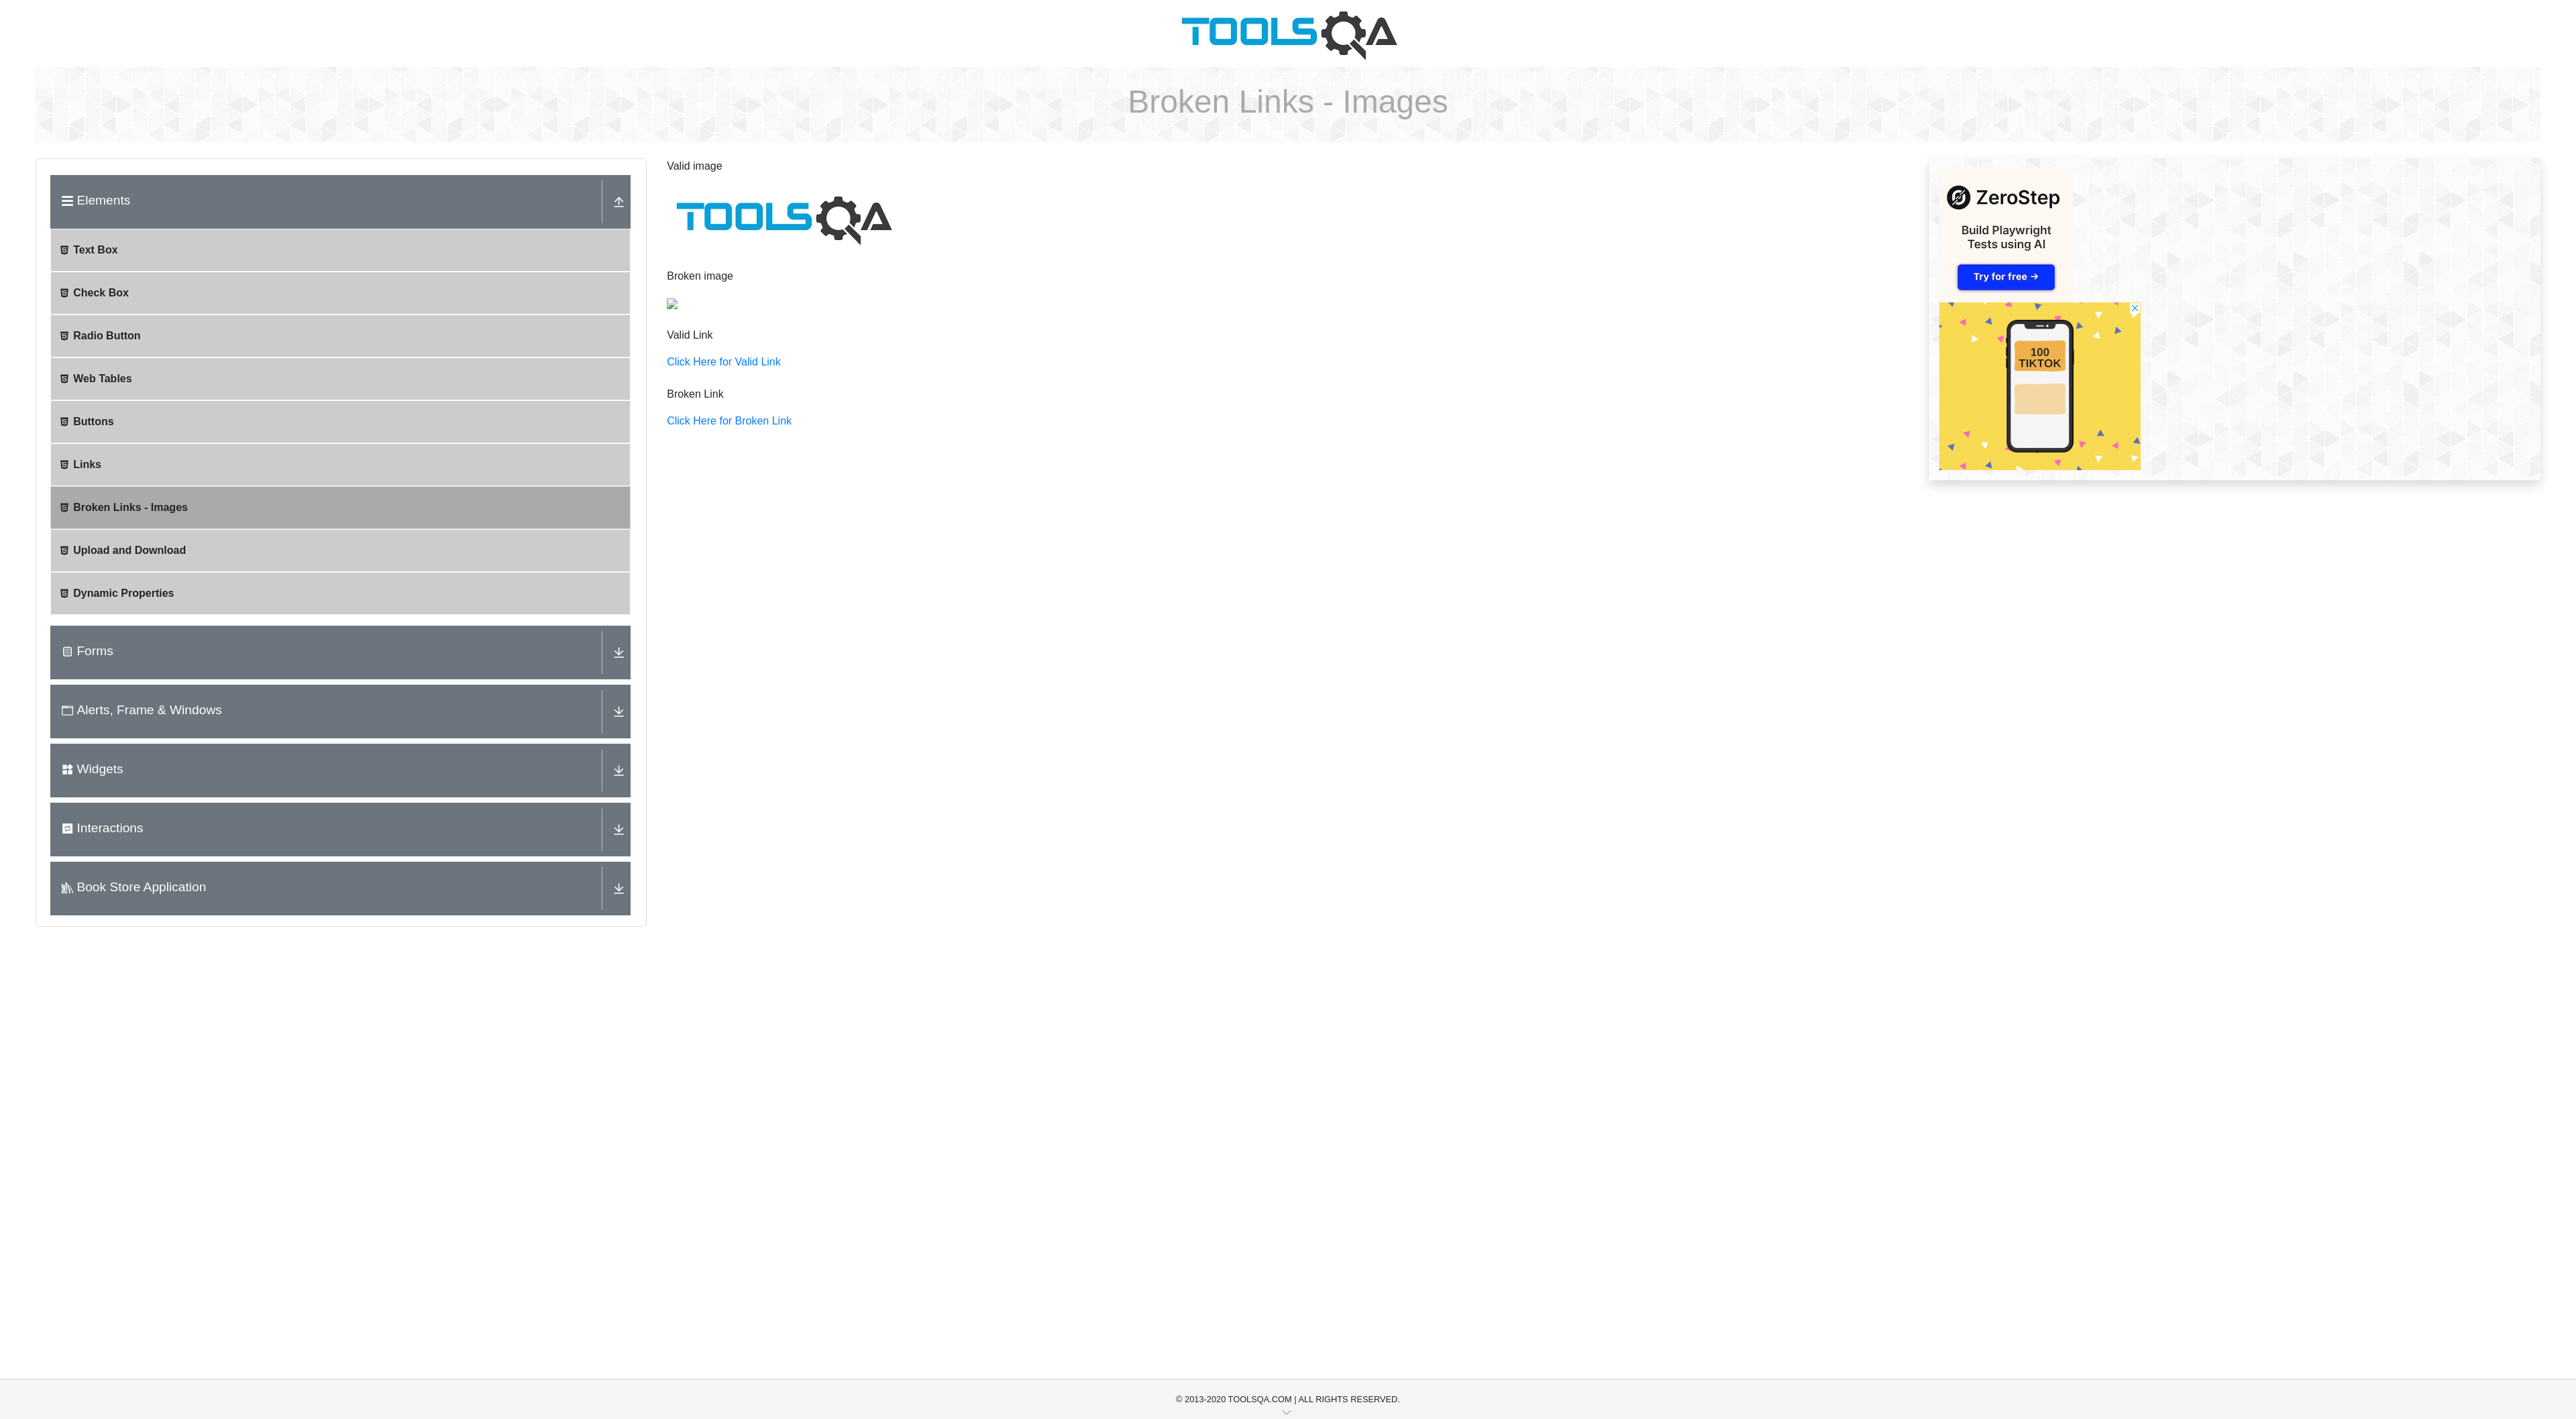 TOOLSQA
Broken Links - Images
Elements
Text Box
Check Box
Radio Button
Web Tables
Buttons
Links
Broken Links - Images
Upload and Download
Dynamic Properties
Forms
Alerts, Frame & Windows
Widgets
Interactions
Book Store Application
Valid image
TOOLSQA
Broken image
Valid Link
Click Here for Valid Link
Broken Link
Click Here for Broken Link
ZeroStep
Build Playwright
Tests using AI
Try for free →
100
TIKTOK
© 2013-2020 TOOLSQA.COM | ALL RIGHTS RESERVED.